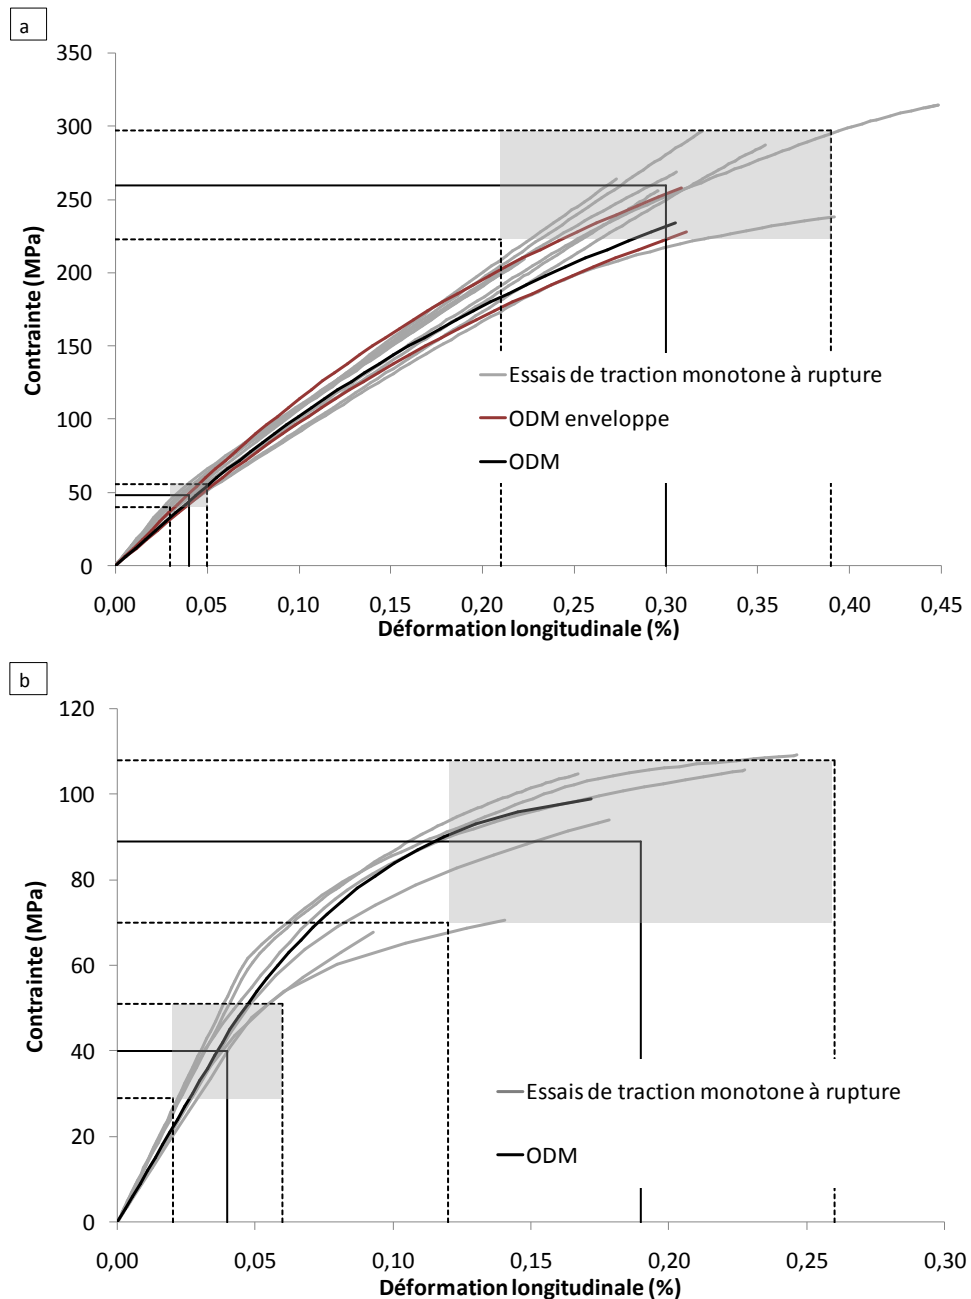 a
350
300
250
200
150
100
50
0
Contrainte (MPa)
Essais de traction monotone à rupture
ODM enveloppe
ODM
0,00 0,05 0,10 0,15 0,20 0,25 0,30 0,35 0,40 0,45
Déformation longitudinale (%)
b
120
100
80
60
40
20
0
Contrainte (MPa)
Essais de traction monotone à rupture
ODM
0,00 0,05 0,10 0,15 0,20 0,25 0,30
Déformation longitudinale (%)